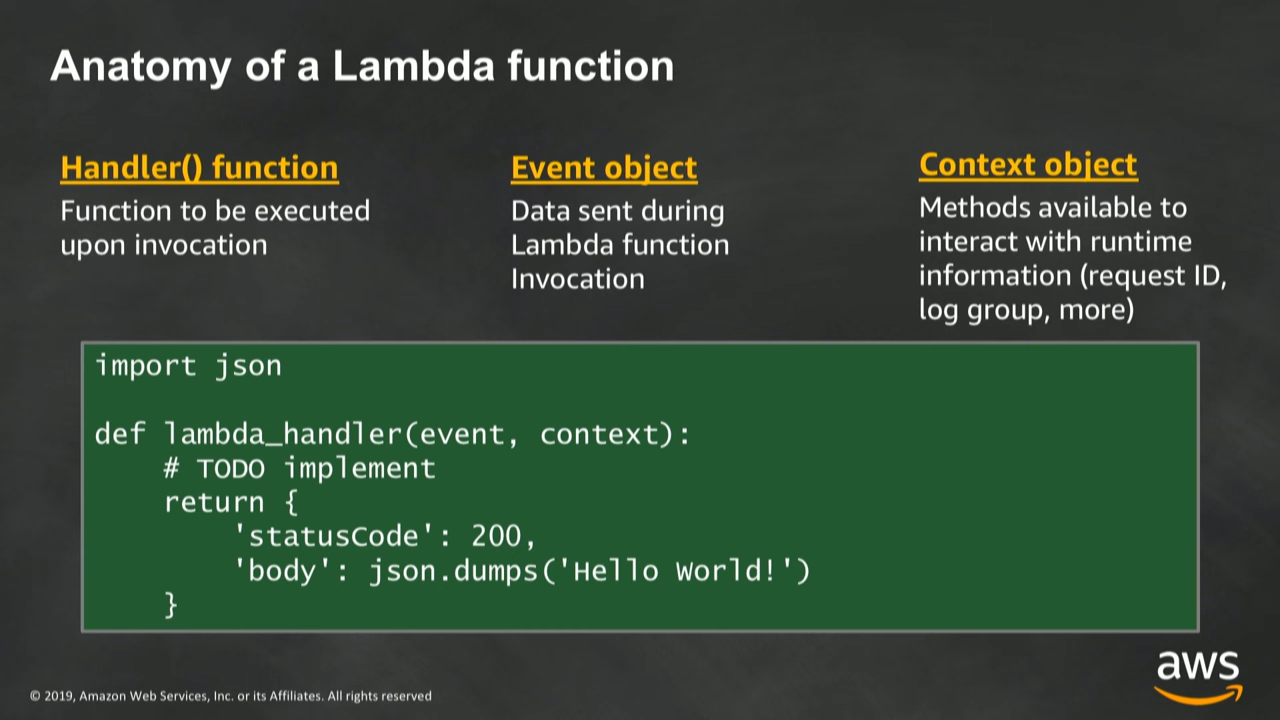 Anatomy of a Lambda function
Handler() function
Function to be executed
upon invocation
Event object
Data sent during
Lambda function
Invocation
Context object
Methods available to
interact with runtime
information (request ID,
log group, more)
import json
def lambda_handler(event, context):
    # TODO implement
    return {
        'statusCode': 200,
        'body': json.dumps('Hello World!')
    }
aws
© 2019, Amazon Web Services, Inc. or its Affiliates. All rights reserved